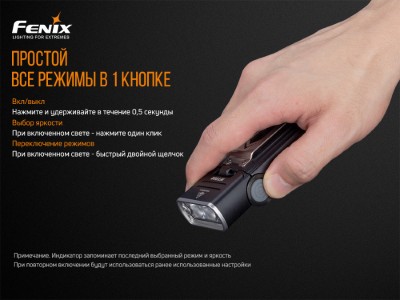 FENIX
LIGHTING FOR EXTREMES
ПРОСТОЙ
ВСЕ РЕЖИМЫ В 1 КНОПКЕ
Вкл/выкл
Нажмите и удерживайте в течение 0,5 секунды
Выбор яркости
При включенном свете - нажмите один клик
Переключение режимов
При включенном свете - быстрый двойной щелчок
Примечание. Индикатор запоминает последний выбранный режим и яркость
При повторном включении будут использоваться ранее использованные настройки